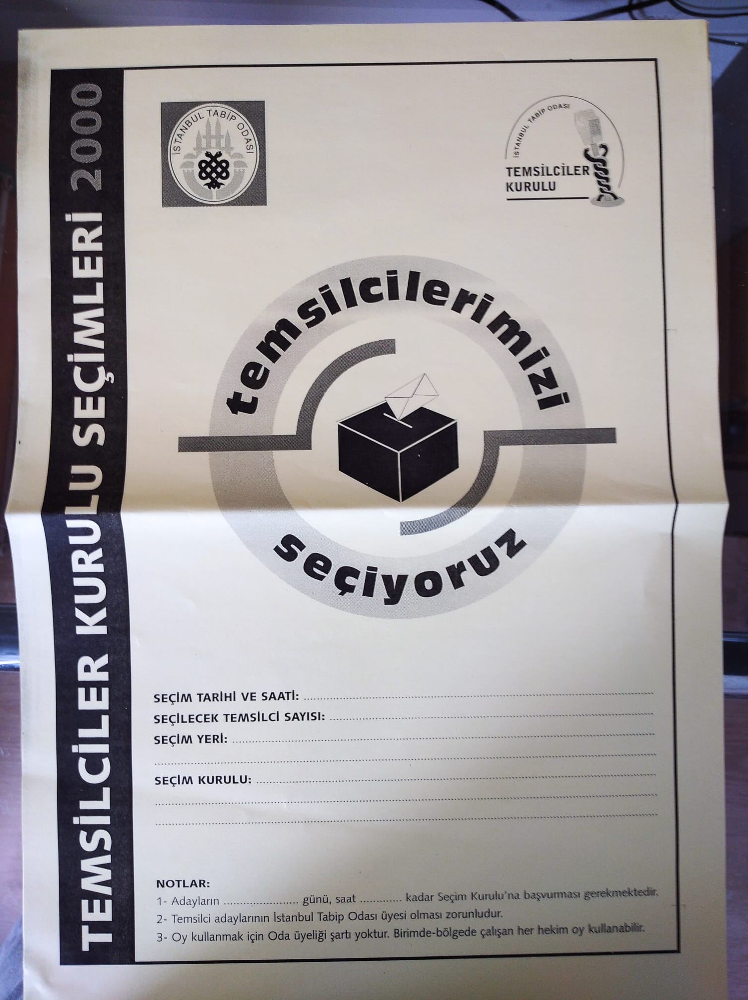 TEMSİLCİLER KURULU SEÇİMLERİ 2000
İSTANBUL TABİP ODASI
İSTANBUL TABİP ODASI
TEMSİLCİLER
KURULU
temsilcilerimizi
seçiyoruz
SEÇİM TARİHİ VE SAATİ: ..........
SEÇİLECEK TEMSİLCİ SAYISI: ..........
SEÇİM YERİ: ..........
SEÇİM KURULU: ..........
NOTLAR:
1- Adayların ....................... günü, saat ............. kadar Seçim Kurulu'na başvurması gerekmektedir.
2- Temsilci adaylarının İstanbul Tabip Odası üyesi olması zorunludur.
3- Oy kullanmak için Oda üyeliği şartı yoktur. Birimde-bölgede çalışan her hekim oy kullanabilir.